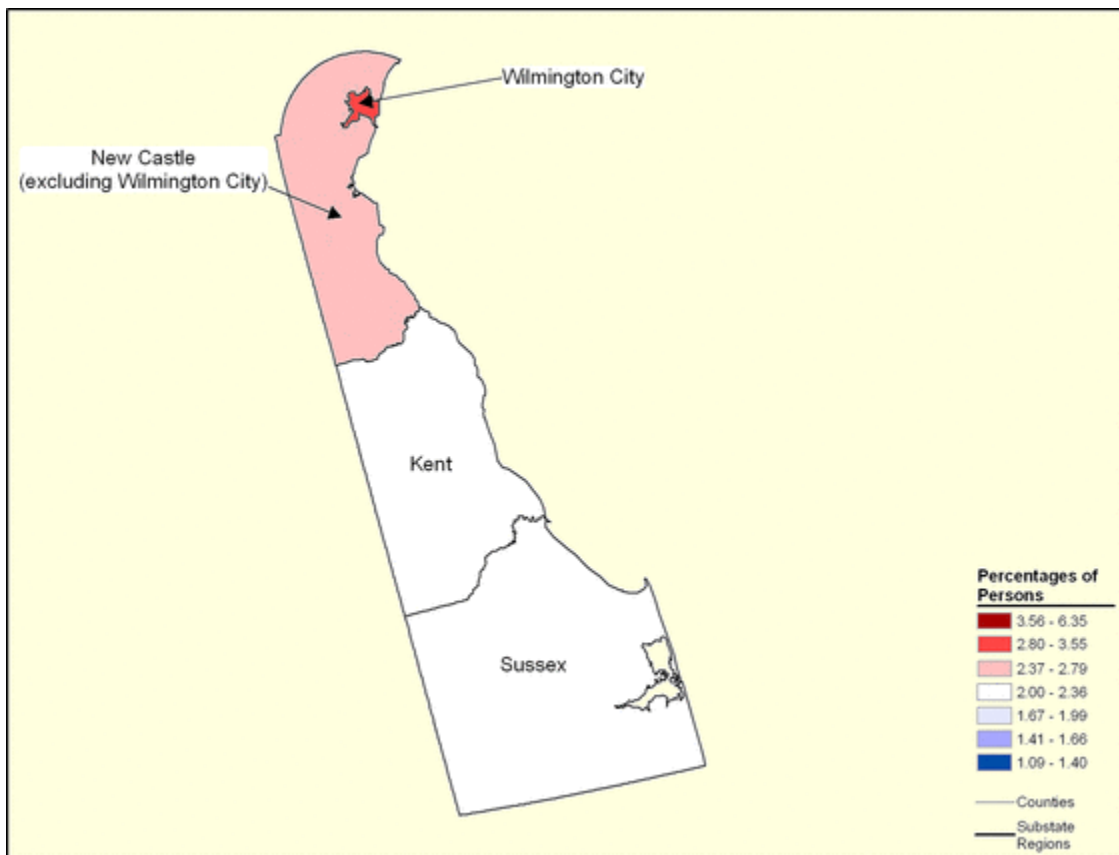 Wilmington City
New Castle
(excluding Wilmington City)
Kent
Sussex
Percentages of
Persons
3.56 - 6.35
2.80 - 3.55
2.37 - 2.79
2.00 - 2.36
1.67 - 1.99
1.41 - 1.66
1.09 - 1.40
Counties
Substate
Regions